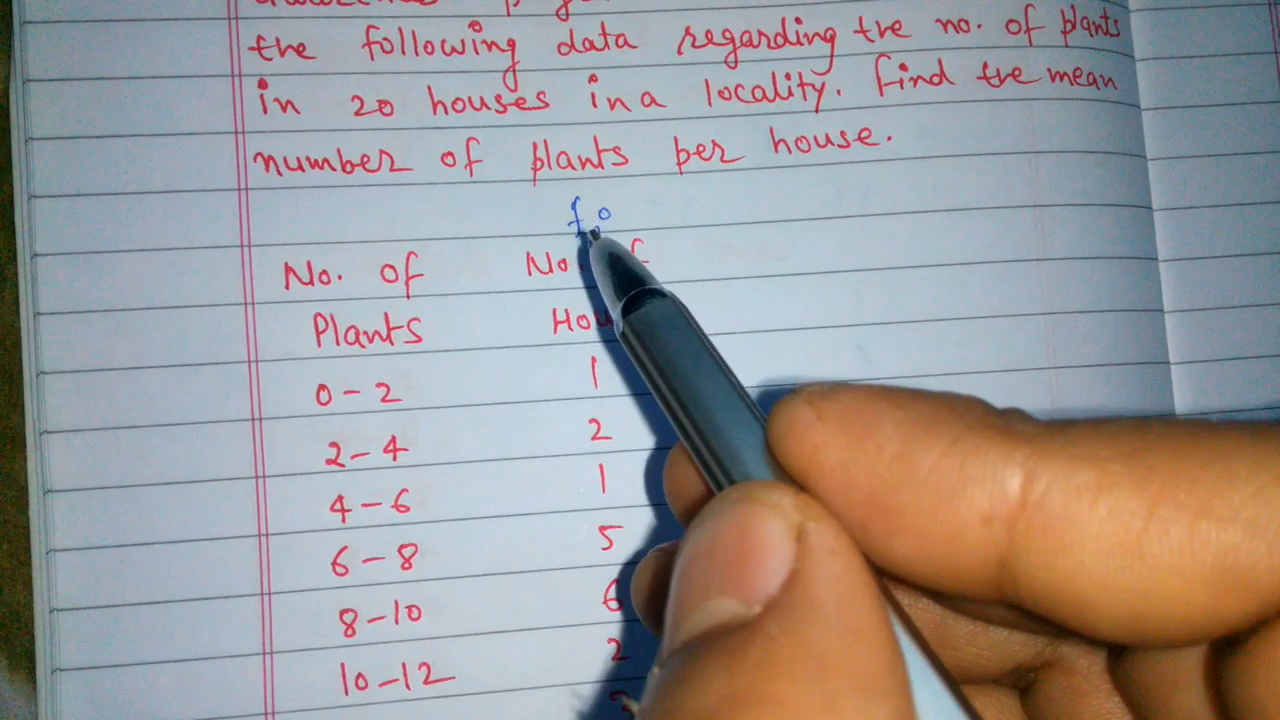 the following data regarding the no. of plants
in 20 houses in a locality. Find the mean
number of plants per house.
No. of No. of
Plants
0-2 1
2-4 2
4-6 1
6-8 5
8-10 6
10-12 2